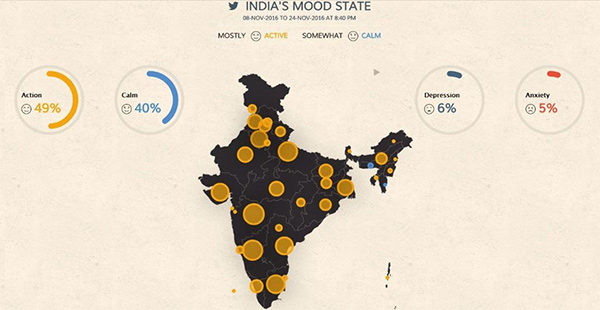 INDIA'S MOOD STATE
08-NOV-2016 TO 24-NOV-2016 AT 8:40 PM
MOSTLY ACTIVE SOMEWHAT CALM
Action
49%
Calm
40%
Depression
6%
Anxiety
5%